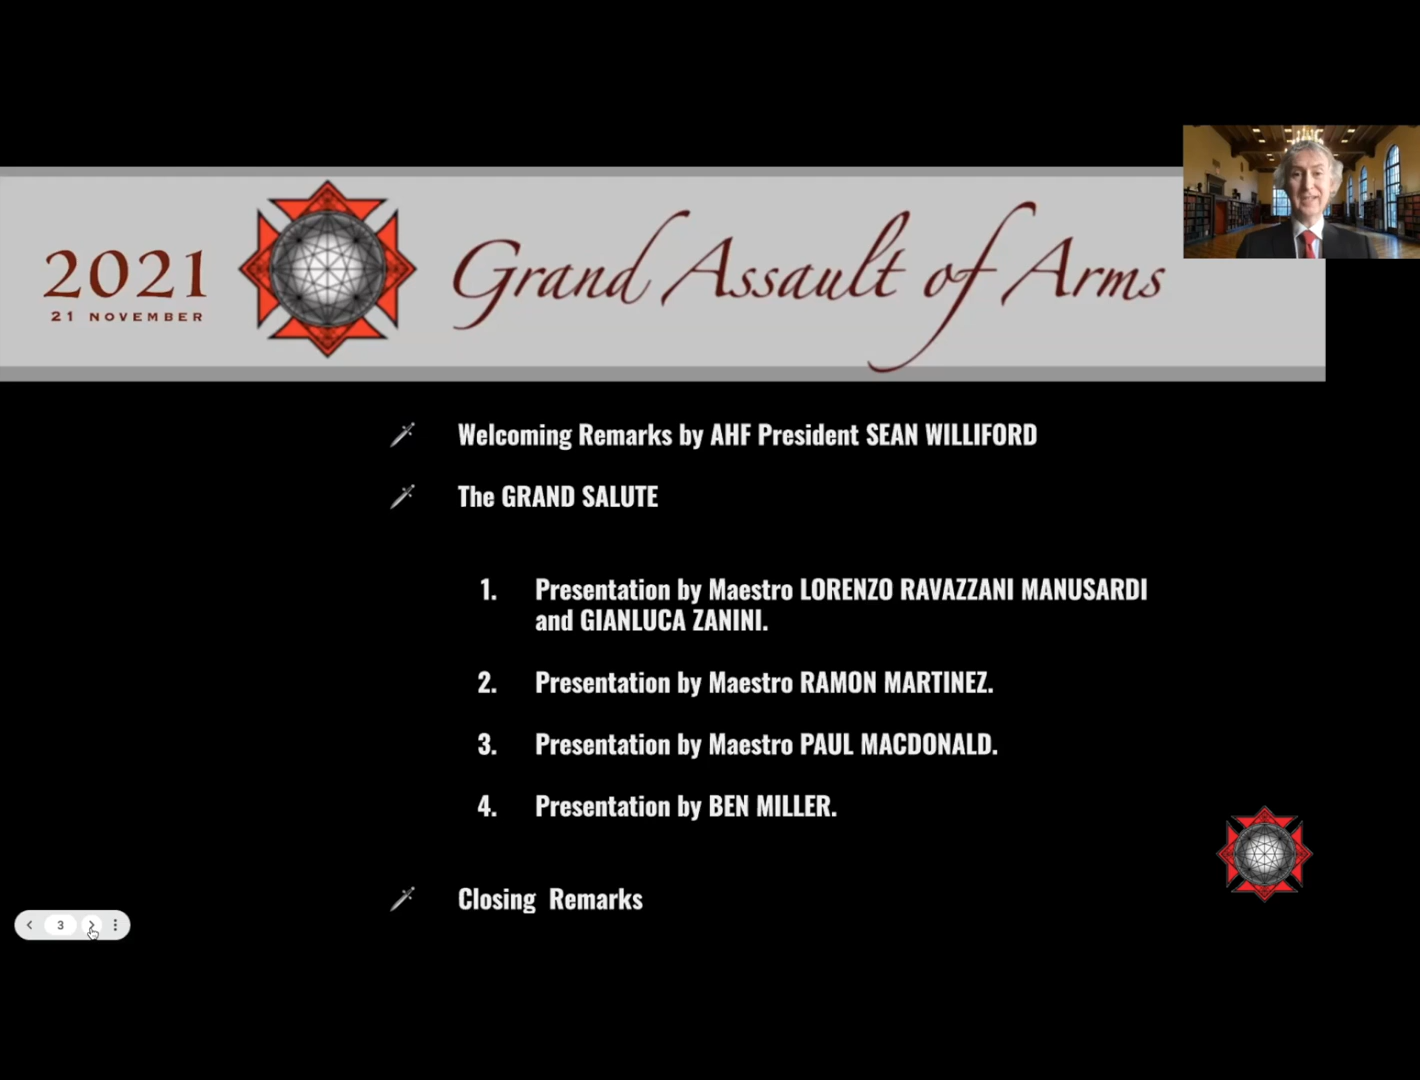 2021
21 NOVEMBER
Grand Assault of Arms
Welcoming Remarks by AHF President SEAN WILLIFORD
The GRAND SALUTE
1. Presentation by Maestro LORENZO RAVAZZANI MANUSARDI
and GIANLUCA ZANINI.
2. Presentation by Maestro RAMON MARTINEZ.
3. Presentation by Maestro PAUL MACDONALD.
4. Presentation by BEN MILLER.
Closing Remarks
3